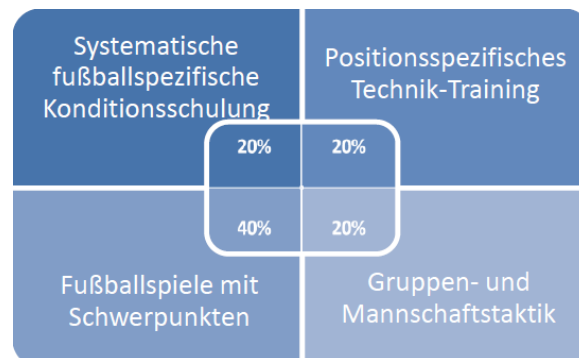 Systematische
fußballspezifische
Konditionsschulung
Positionsspezifisches
Technik-Training
20%
20%
40%
20%
Fußballspiele mit
Schwerpunkten
Gruppen- und
Mannschaftstaktik